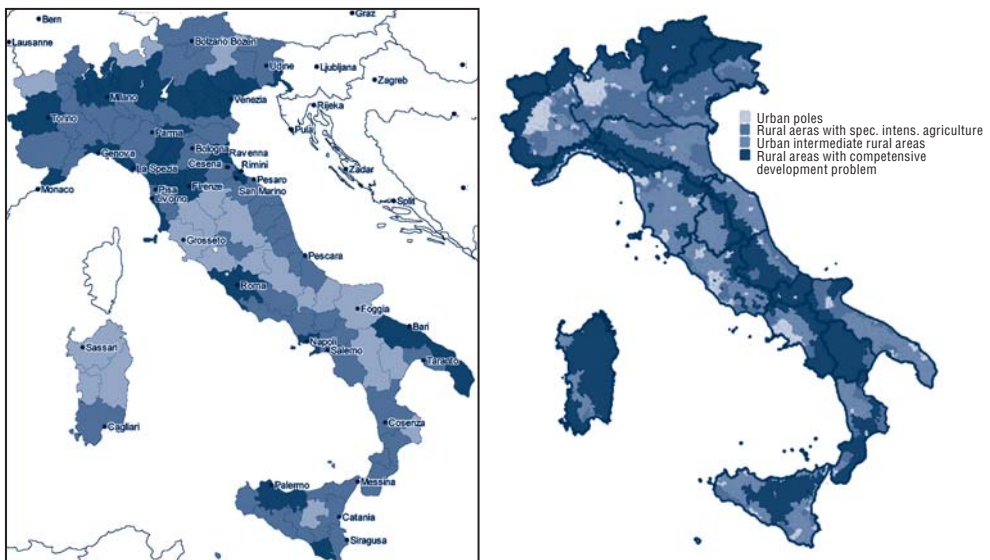 Bern
Graz
Lausanne
Bolzano Bozen
Udine
Ljubljana
Zagreb
Milano
Venezia
Rijeka
Torino
Pula
Parma
Genova
Bologna
Ravenna
Cesena
Rimini
La Spezia
Zadar
Monaco
Pisa
Firenze
Pesaro
San Marino
Livorno
Split
Grosseto
Pescara
Roma
Foggia
Bari
Sassari
Napoli
Salerno
Taranto
Cagliari
Cosenza
Palermo
Messina
Catania
Siragusa
Urban poles
Rural aeras with spec. intens. agriculture
Urban intermediate rural areas
Rural areas with competensive
development problem